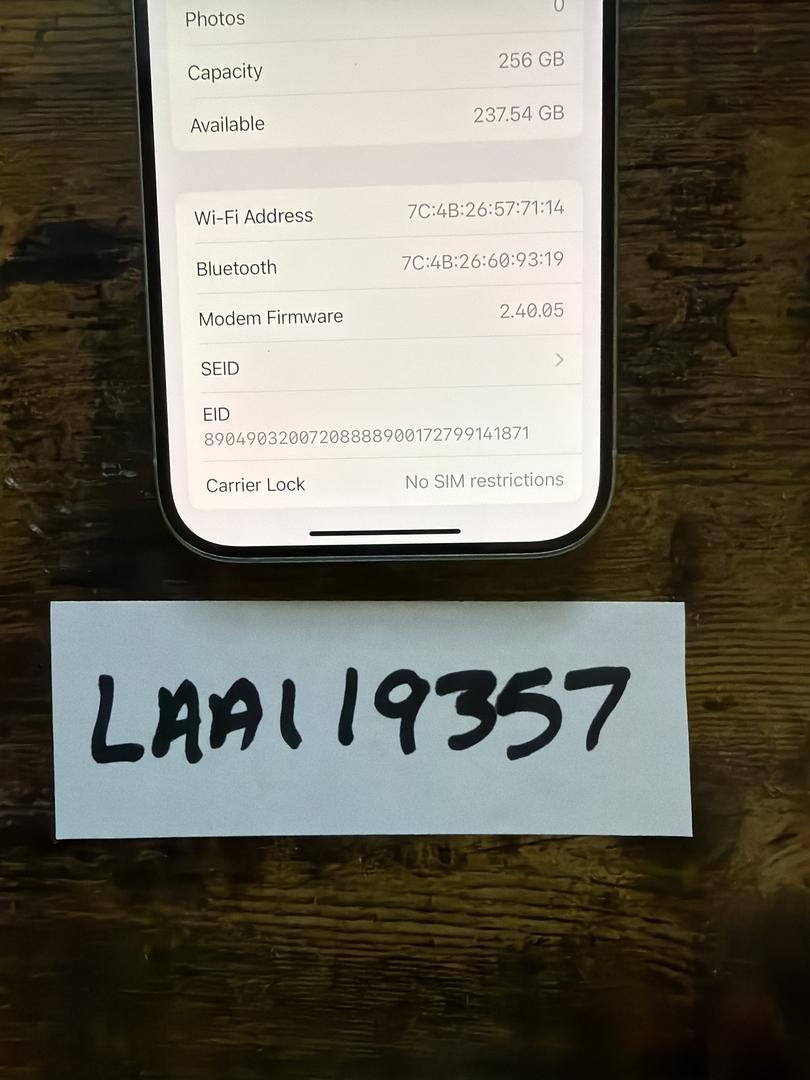 Photos 0
Capacity 256 GB
Available 237.54 GB
Wi-Fi Address 7C:4B:26:57:71:14
Bluetooth 7C:4B:26:60:93:19
Modem Firmware 2.40.05
SEID >
EID
89049032007208888900172799141871
Carrier Lock No SIM restrictions
LAAI19357